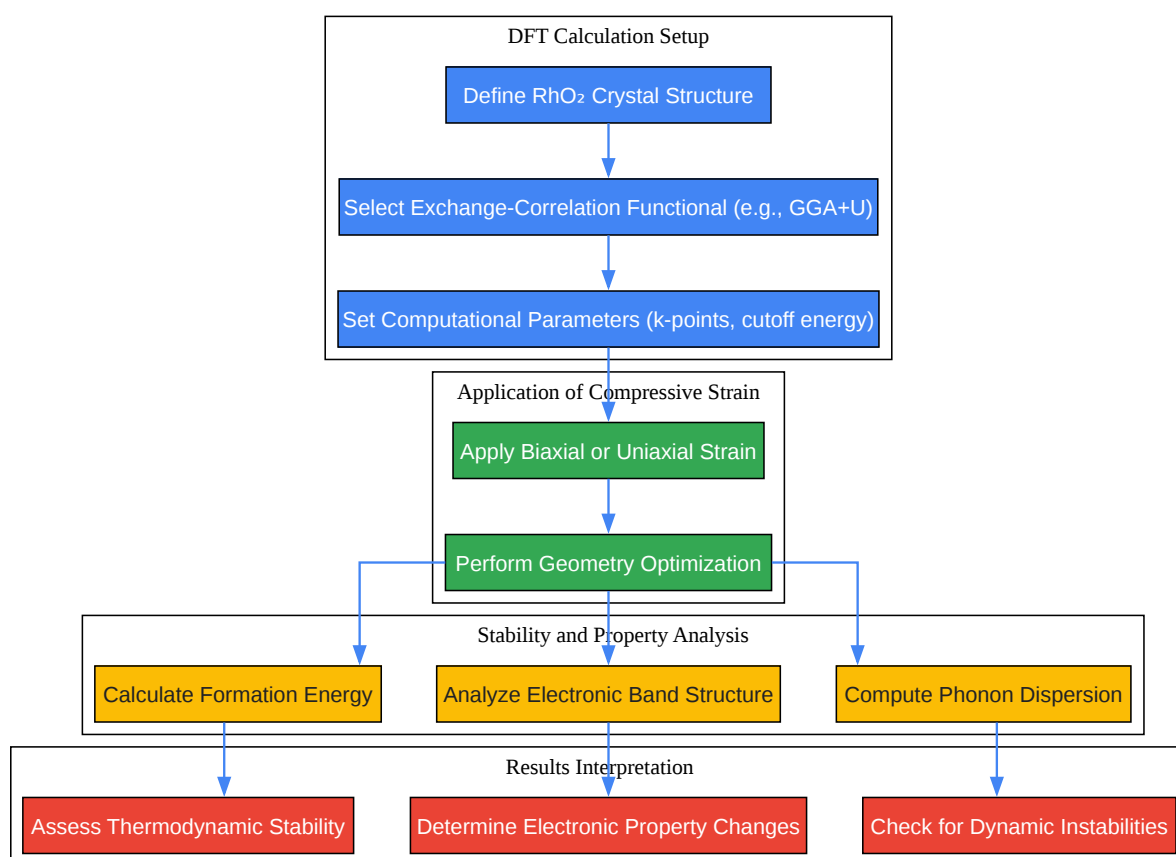 DFT Calculation Setup
Define RhO₂ Crystal Structure
Select Exchange-Correlation Functional (e.g., GGA+U)
Set Computational Parameters (k-points, cutoff energy)
Application of Compressive Strain
Apply Biaxial or Uniaxial Strain
Perform Geometry Optimization
Stability and Property Analysis
Calculate Formation Energy
Analyze Electronic Band Structure
Compute Phonon Dispersion
Results Interpretation
Assess Thermodynamic Stability
Determine Electronic Property Changes
Check for Dynamic Instabilities